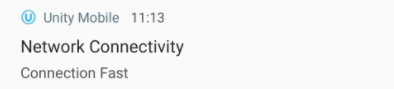 Unity Mobile 11:13
Network Connectivity
Connection Fast